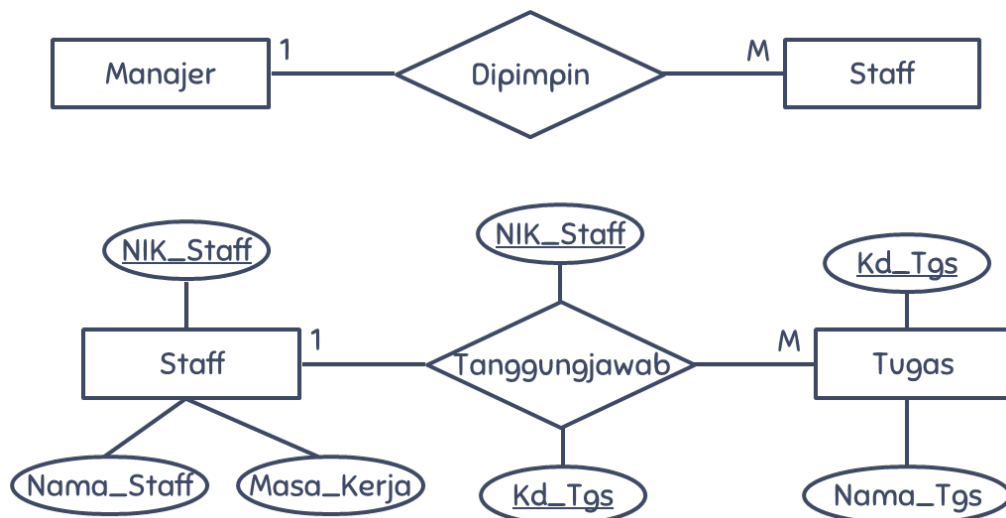 Manajer
1
Dipimpin
M
Staff
NIK_Staff
NIK_Staff
Kd_Tgs
Staff
1
Tanggungjawab
M
Tugas
Nama_Staff
Masa_Kerja
Kd_Tgs
Nama_Tgs